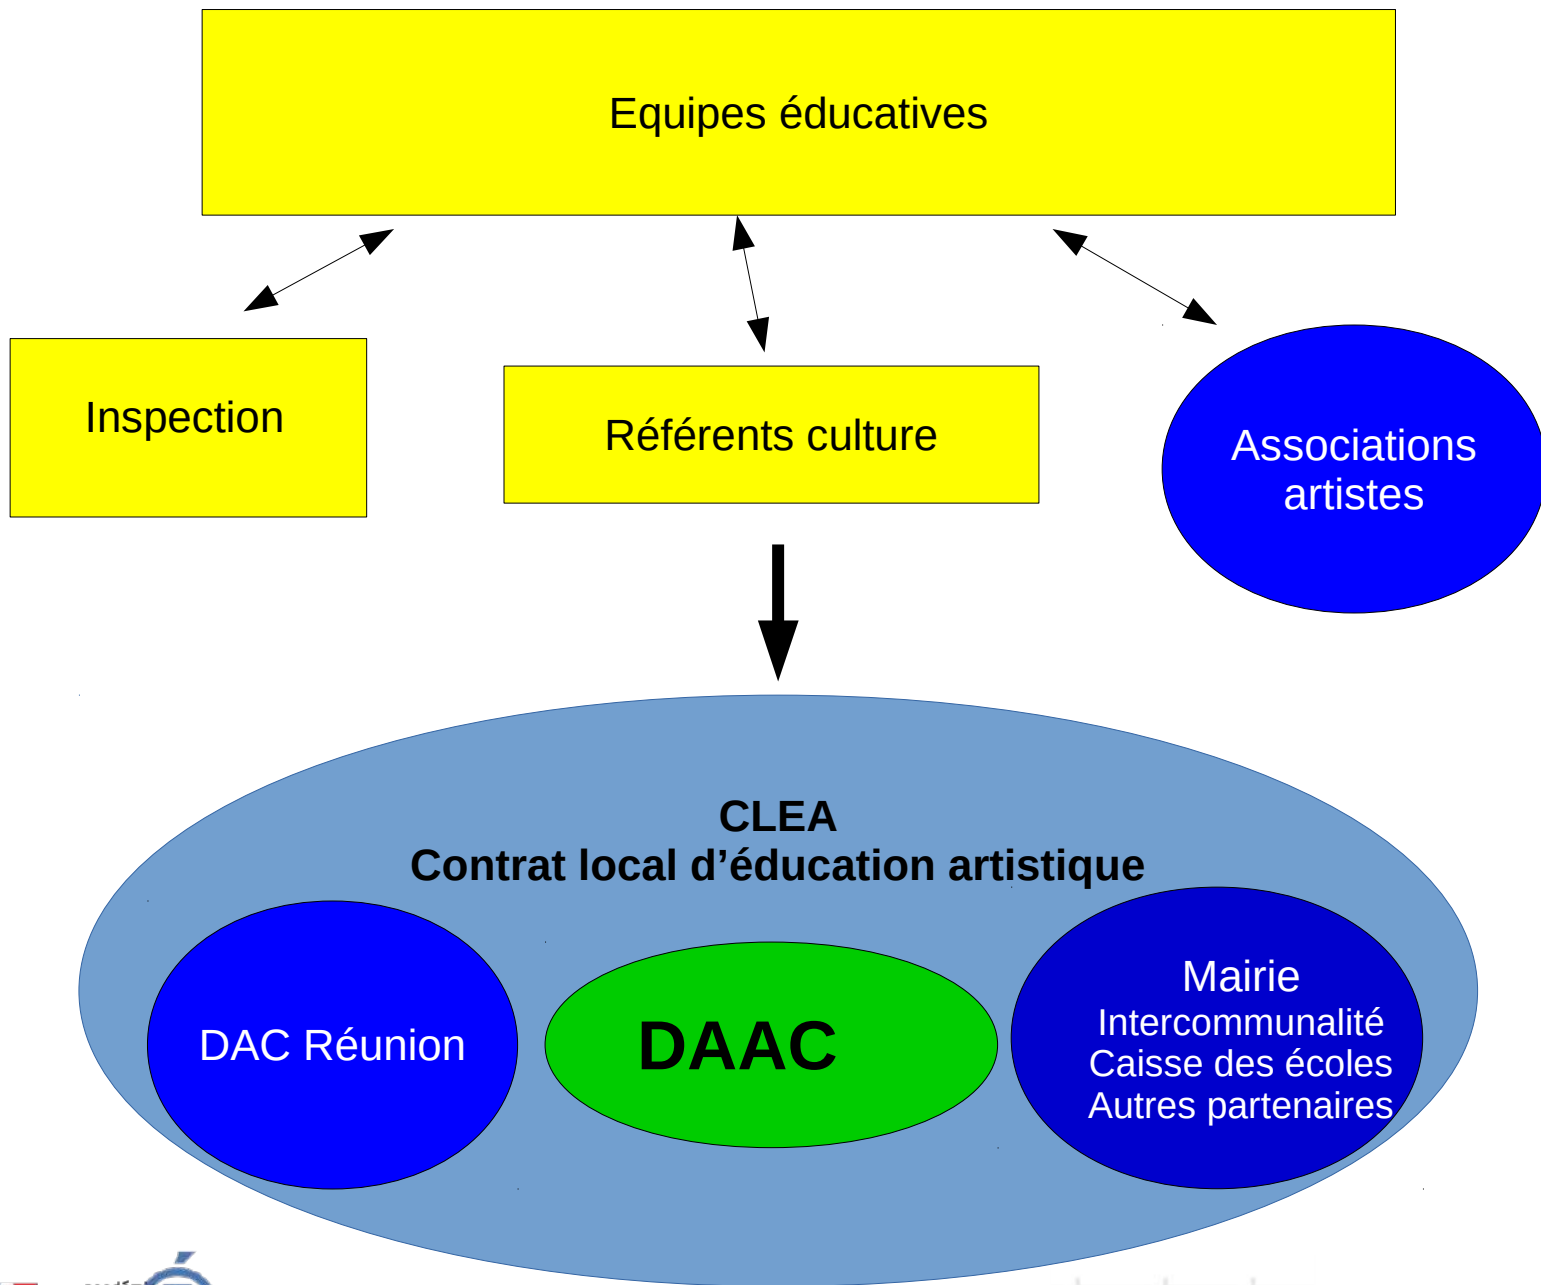 Equipes éducatives
Inspection
Référents culture
Associations
artistes
CLEA
Contrat local d’éducation artistique
DAC Réunion
DAAC
Mairie
Intercommunalité
Caisse des écoles
Autres partenaires